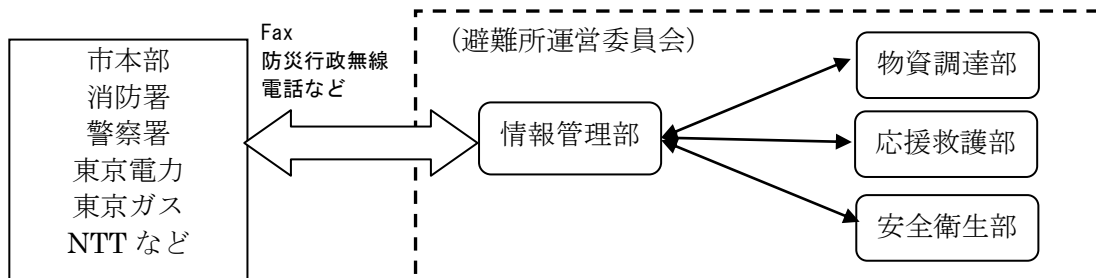 市本部
消防署
警察署
東京電力
東京ガス
NTT など
Fax
防災行政無線
電話など
（避難所運営委員会）
情報管理部
物資調達部
応援救護部
安全衛生部